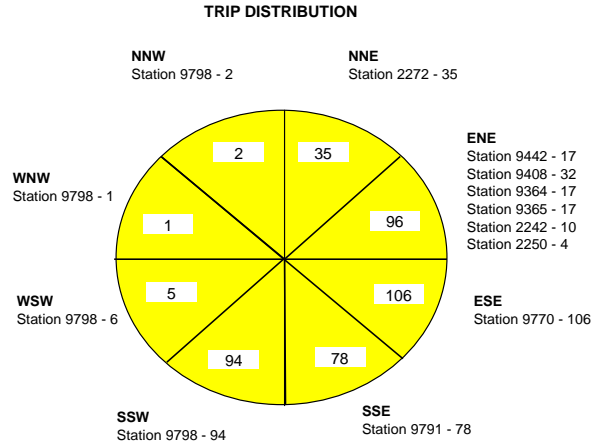 TRIP DISTRIBUTION
NNW
Station 9798 - 2
NNE
Station 2272 - 35
ENE
Station 9442 - 17
Station 9408 - 32
Station 9364 - 17
Station 9365 - 17
Station 2242 - 10
Station 2250 - 4
WNW
Station 9798 - 1
2
35
1
96
5
106
94
78
WSW
Station 9798 - 6
ESE
Station 9770 - 106
SSW
Station 9798 - 94
SSE
Station 9791 - 78